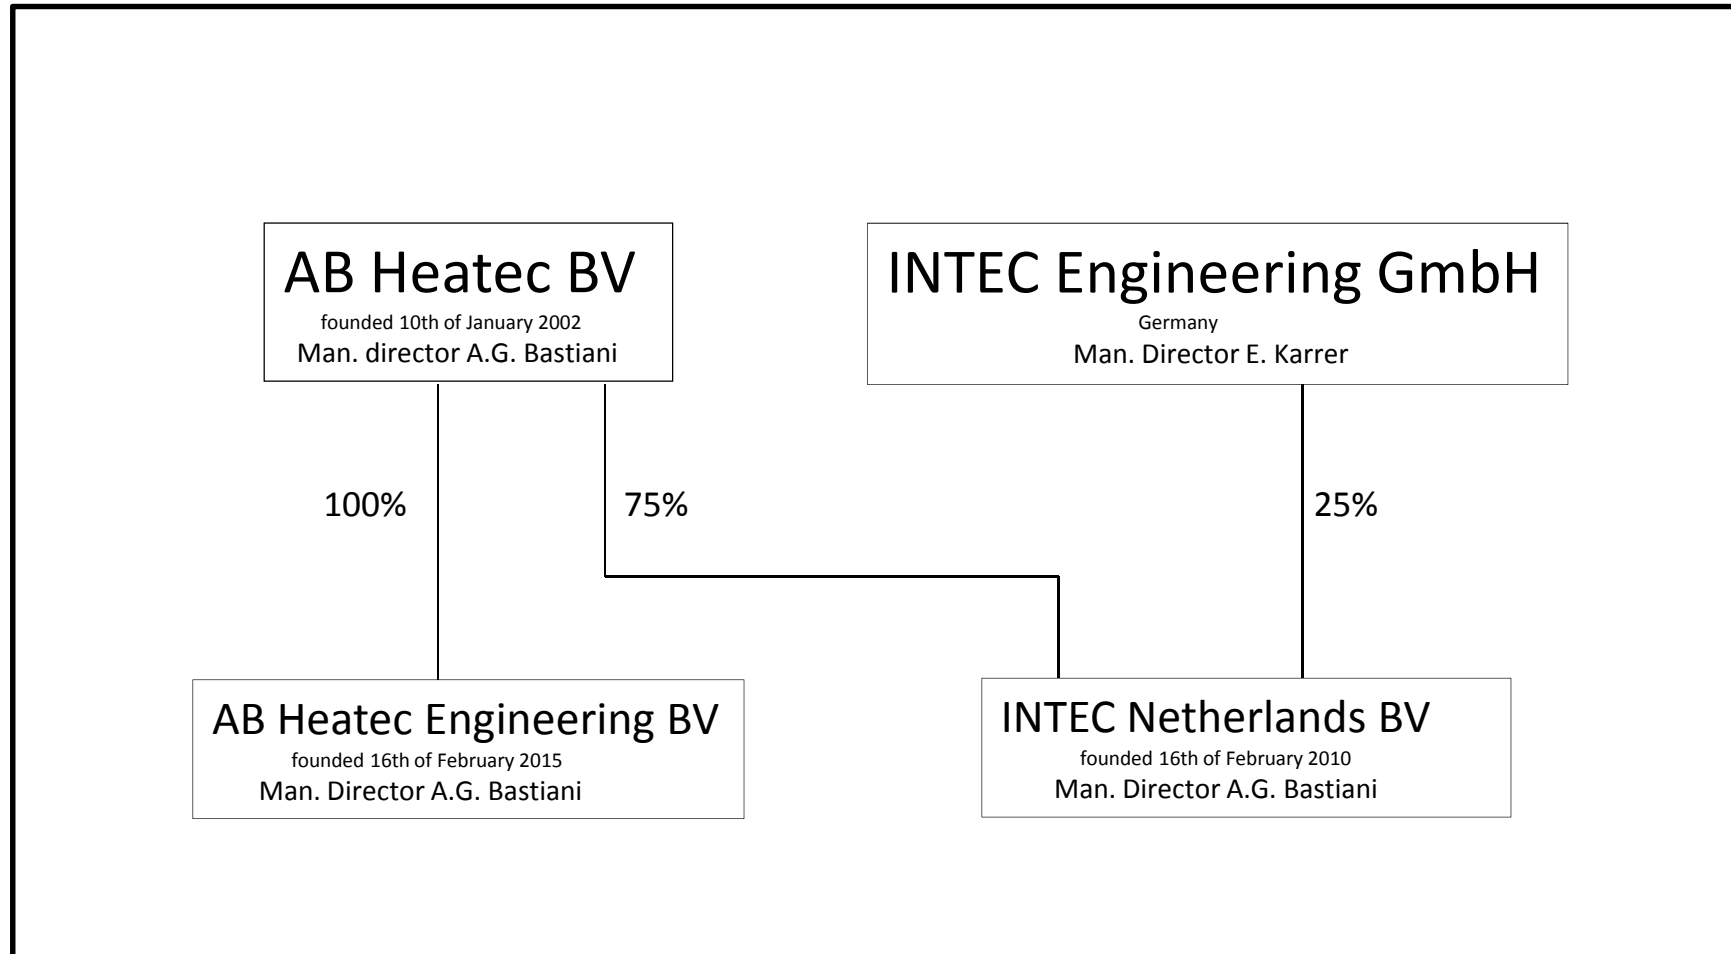 AB Heatec BV
founded 10th of January 2002
Man. director A.G. Bastiani
INTEC Engineering GmbH
Germany
Man. Director E. Karrer
100%
75%
25%
AB Heatec Engineering BV
founded 16th of February 2015
Man. Director A.G. Bastiani
INTEC Netherlands BV
founded 16th of February 2010
Man. Director A.G. Bastiani